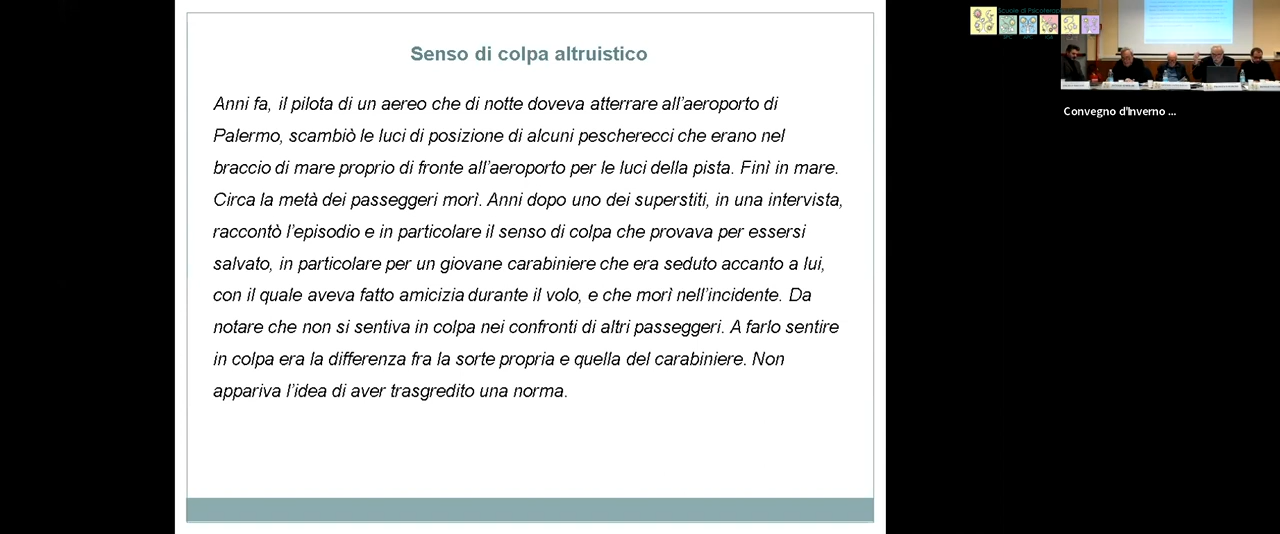 Senso di colpa altruistico
Anni fa, il pilota di un aereo che di notte doveva atterrare all'aeroporto di
Palermo, scambiò le luci di posizione di alcuni pescherecci che erano nel
braccio di mare proprio di fronte all'aeroporto per le luci della pista. Finì in mare.
Circa la metà dei passeggeri morì. Anni dopo uno dei superstiti, in una intervista,
raccontò l'episodio e in particolare il senso di colpa che provava per essersi
salvato, in particolare per un giovane carabiniere che era seduto accanto a lui,
con il quale aveva fatto amicizia durante il volo, e che morì nell'incidente. Da
notare che non si sentiva in colpa nei confronti di altri passeggeri. A farlo sentire
in colpa era la differenza fra la sorte propria e quella del carabiniere. Non
appariva l'idea di aver trasgredito una norma.
Scuole di Psicoterapia
Convegno d'Inverno ...